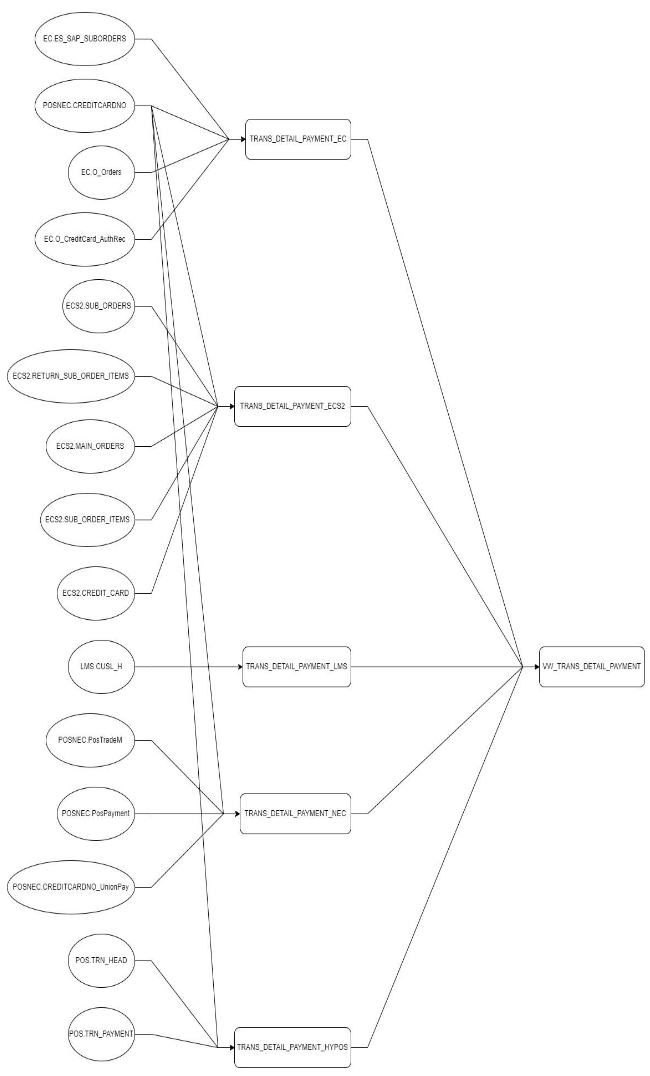 EC.ES_SAP_SUBORDERS
POSNEC.CREDITCARDNO
TRANS_DETAIL_PAYMENT_EC
EC.O_Orders
EC.O_CreditCard_AuthRec
ECS2.SUB_ORDERS
ECS2.RETURN_SUB_ORDER_ITEMS
TRANS_DETAIL_PAYMENT_ECS2
ECS2.MAIN_ORDERS
ECS2.SUB_ORDER_ITEMS
ECS2.CREDIT_CARD
LMS.CUSL_H
TRANS_DETAIL_PAYMENT_LMS
VW_TRANS_DETAIL_PAYMENT
POSNEC.PosTradeM
POSNEC.PosPayment
TRANS_DETAIL_PAYMENT_NEC
POSNEC.CREDITCARDNO_UnionPay
POS.TRN_HEAD
POS.TRN_PAYMENT
TRANS_DETAIL_PAYMENT_HYPOS